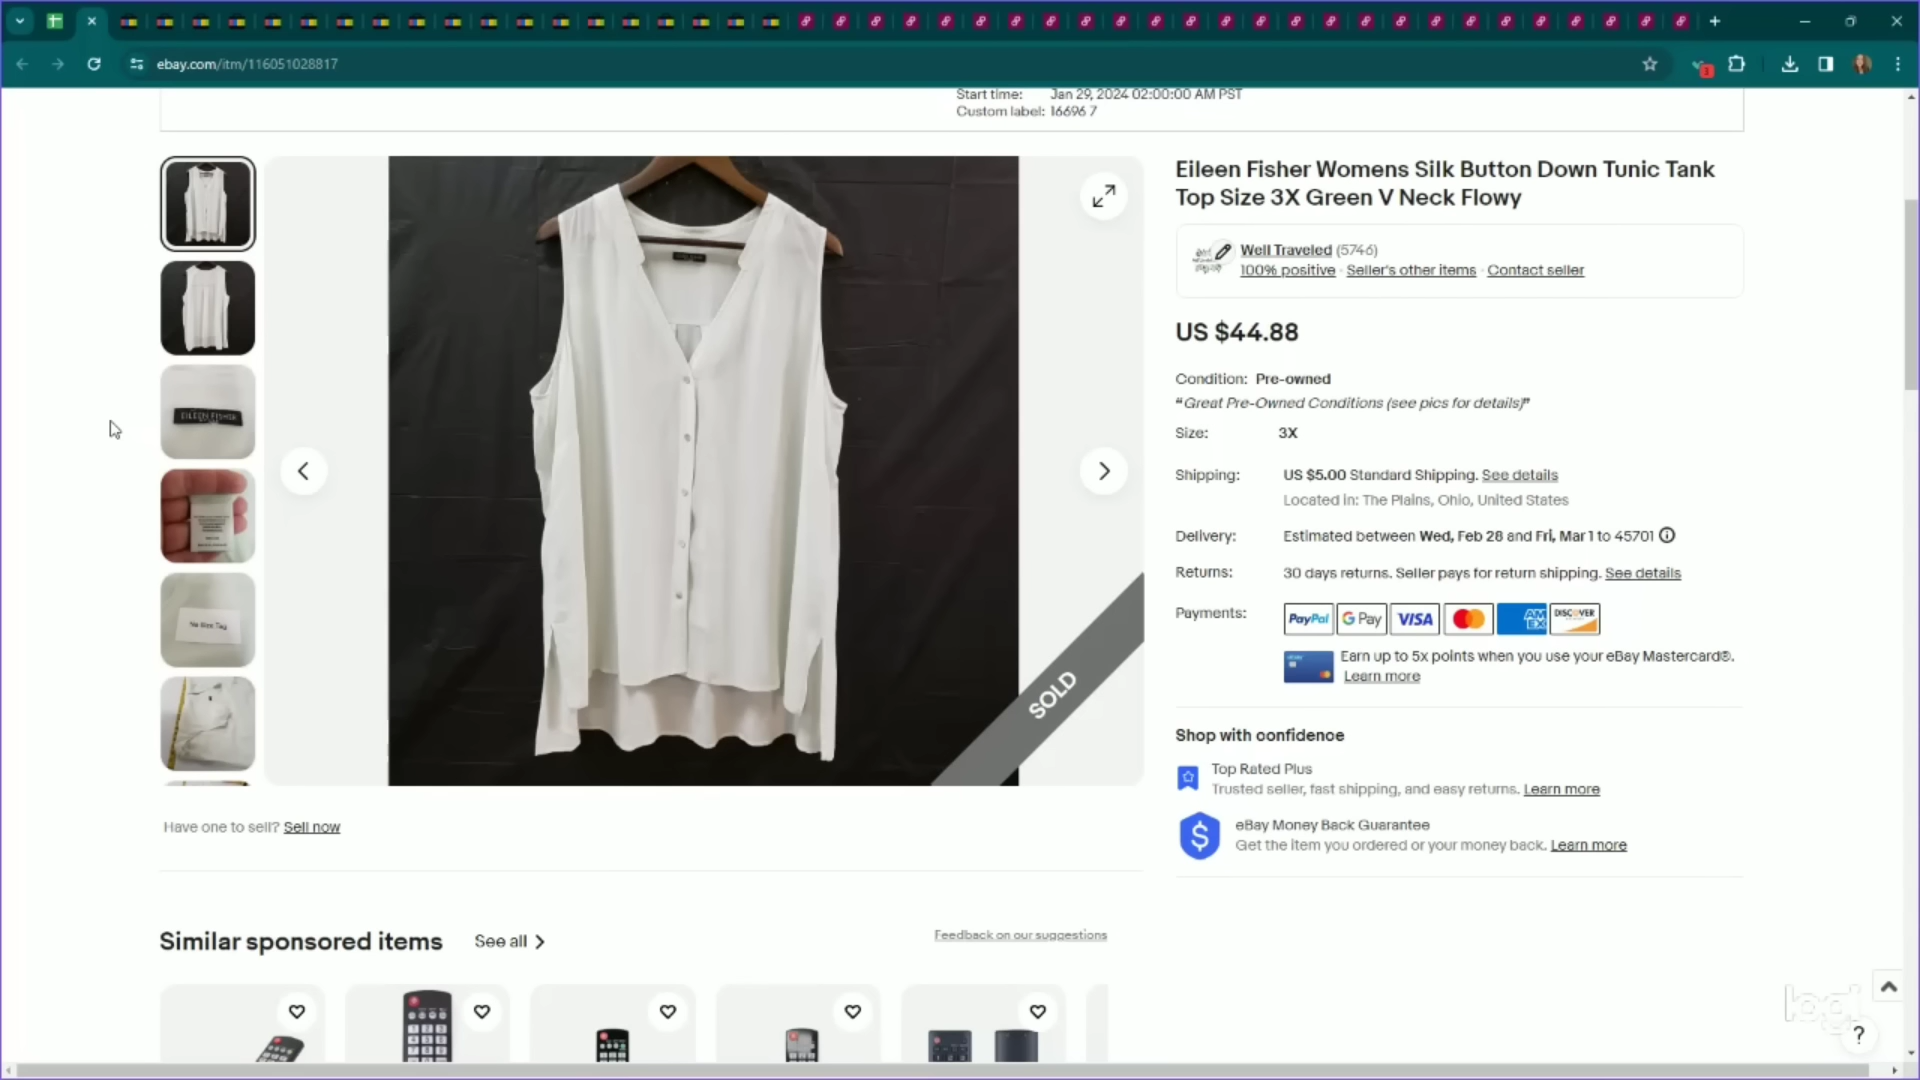 ebay.com/itm/116051028817
Start time: Jan 29, 2024 02:00:00 AM PST
Custom label: 16696 7
Eileen Fisher Womens Silk Button Down Tunic Tank
Top Size 3X Green V Neck Flowy
Well Traveled (5746)
100% positive · Seller's other items · Contact seller
US $44.88
Condition: Pre-owned
“Great Pre-Owned Conditions (see pics for details)”
Size: 3X
Shipping: US $5.00 Standard Shipping. See details
Located in: The Plains, Ohio, United States
Delivery: Estimated between Wed, Feb 28 and Fri, Mar 1 to 45701
Returns: 30 days returns. Seller pays for return shipping. See details
Payments: PayPal G Pay VISA AM EX DISCOVER
Earn up to 5x points when you use your eBay Mastercard®.
Learn more
Shop with confidence
Top Rated Plus
Trusted seller, fast shipping, and easy returns. Learn more
eBay Money Back Guarantee
Get the item you ordered or your money back. Learn more
EILEEN FISHER
No Size Tag
SOLD
Have one to sell? Sell now
Similar sponsored items See all
Feedback on our suggestions
logi